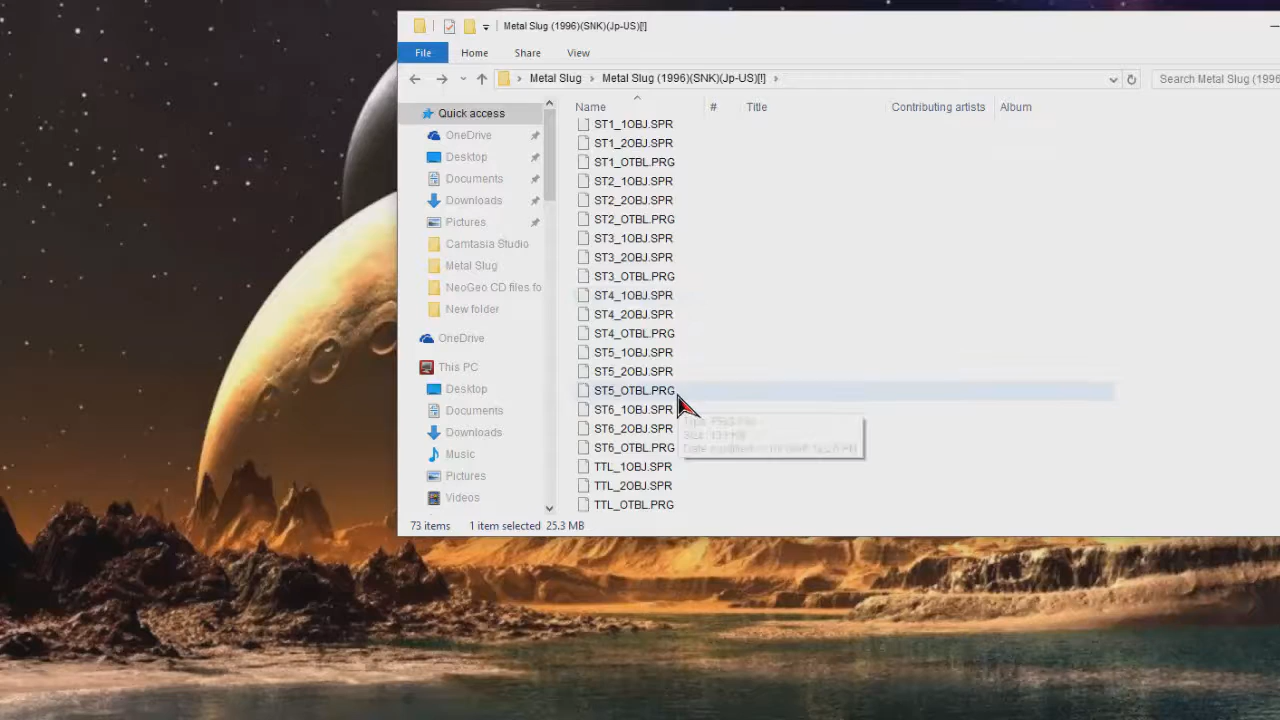 Metal Slug (1996)(SNK)(Jp-US)[!]
File Home Share View
Metal Slug > Metal Slug (1996)(SNK)(Jp-US)[!] > Search Metal Slug (1996
Name # Title Contributing artists Album
Quick access
OneDrive
Desktop
Documents
Downloads
Pictures
Camtasia Studio
Metal Slug
NeoGeo CD files fo
New folder
OneDrive
This PC
Desktop
Documents
Downloads
Music
Pictures
Videos
ST1_1OBJ.SPR
ST1_2OBJ.SPR
ST1_OTBL.PRG
ST2_1OBJ.SPR
ST2_2OBJ.SPR
ST2_OTBL.PRG
ST3_1OBJ.SPR
ST3_2OBJ.SPR
ST3_OTBL.PRG
ST4_1OBJ.SPR
ST4_2OBJ.SPR
ST4_OTBL.PRG
ST5_1OBJ.SPR
ST5_2OBJ.SPR
ST5_OTBL.PRG
ST6_1OBJ.SPR
ST6_2OBJ.SPR
ST6_OTBL.PRG
TTL_1OBJ.SPR
TTL_2OBJ.SPR
TTL_OTBL.PRG
73 items 1 item selected 25.3 MB